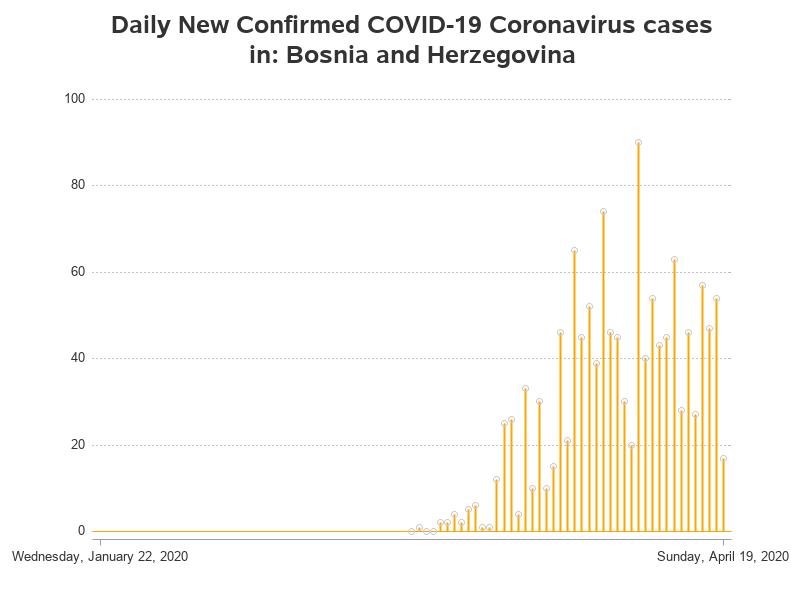 Daily New Confirmed COVID-19 Coronavirus cases
in: Bosnia and Herzegovina
100
80
60
40
20
0
Wednesday, January 22, 2020
Sunday, April 19, 2020